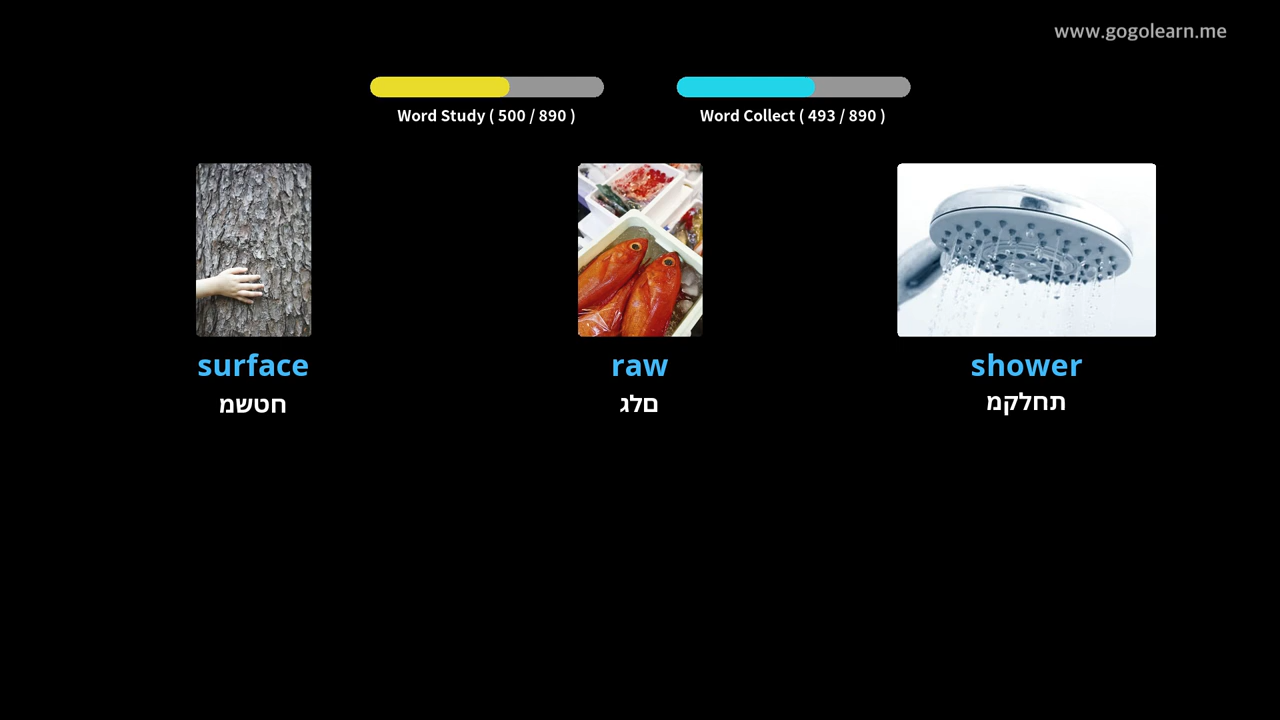 www.gogolearn.me
Word Study ( 500 / 890 )
Word Collect ( 493 / 890 )
surface
חטשמ
raw
םלג
shower
תחלקמ